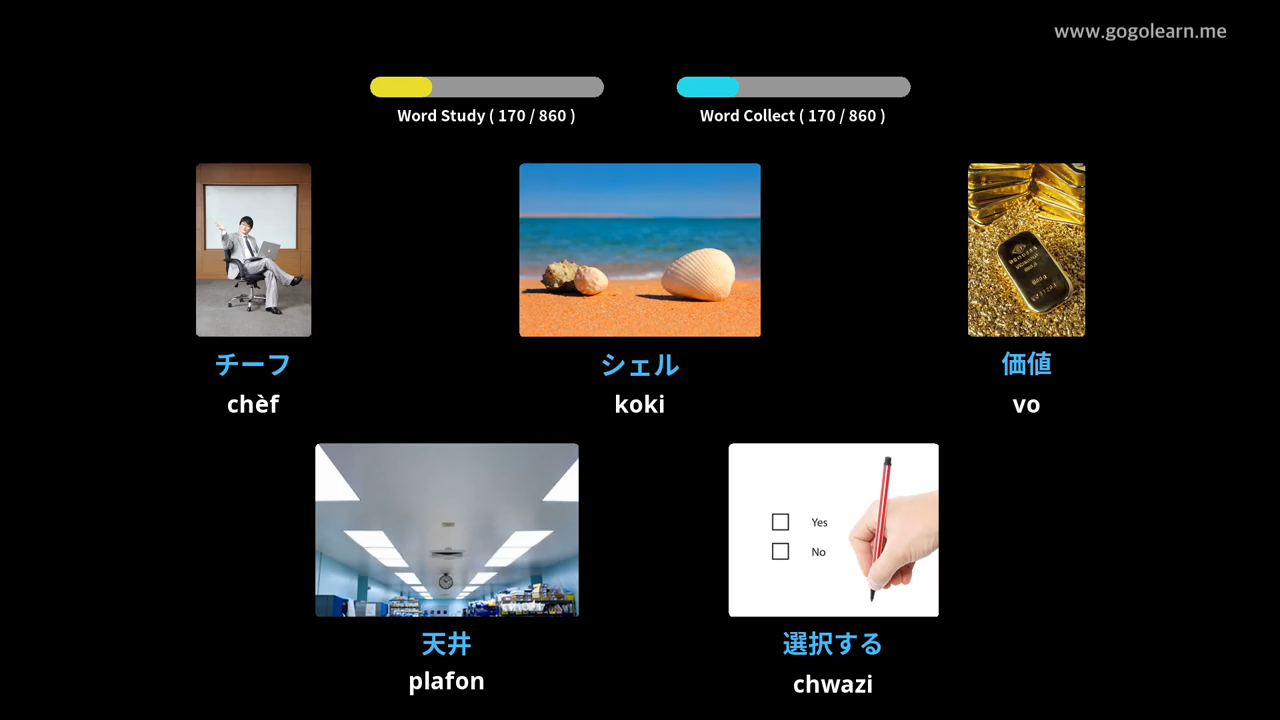 www.gogolearn.me
Word Study ( 170 / 860 )
Word Collect ( 170 / 860 )
チーフ
chèf
シェル
koki
価値
vo
Yes
No
天井
plafon
選択する
chwazi